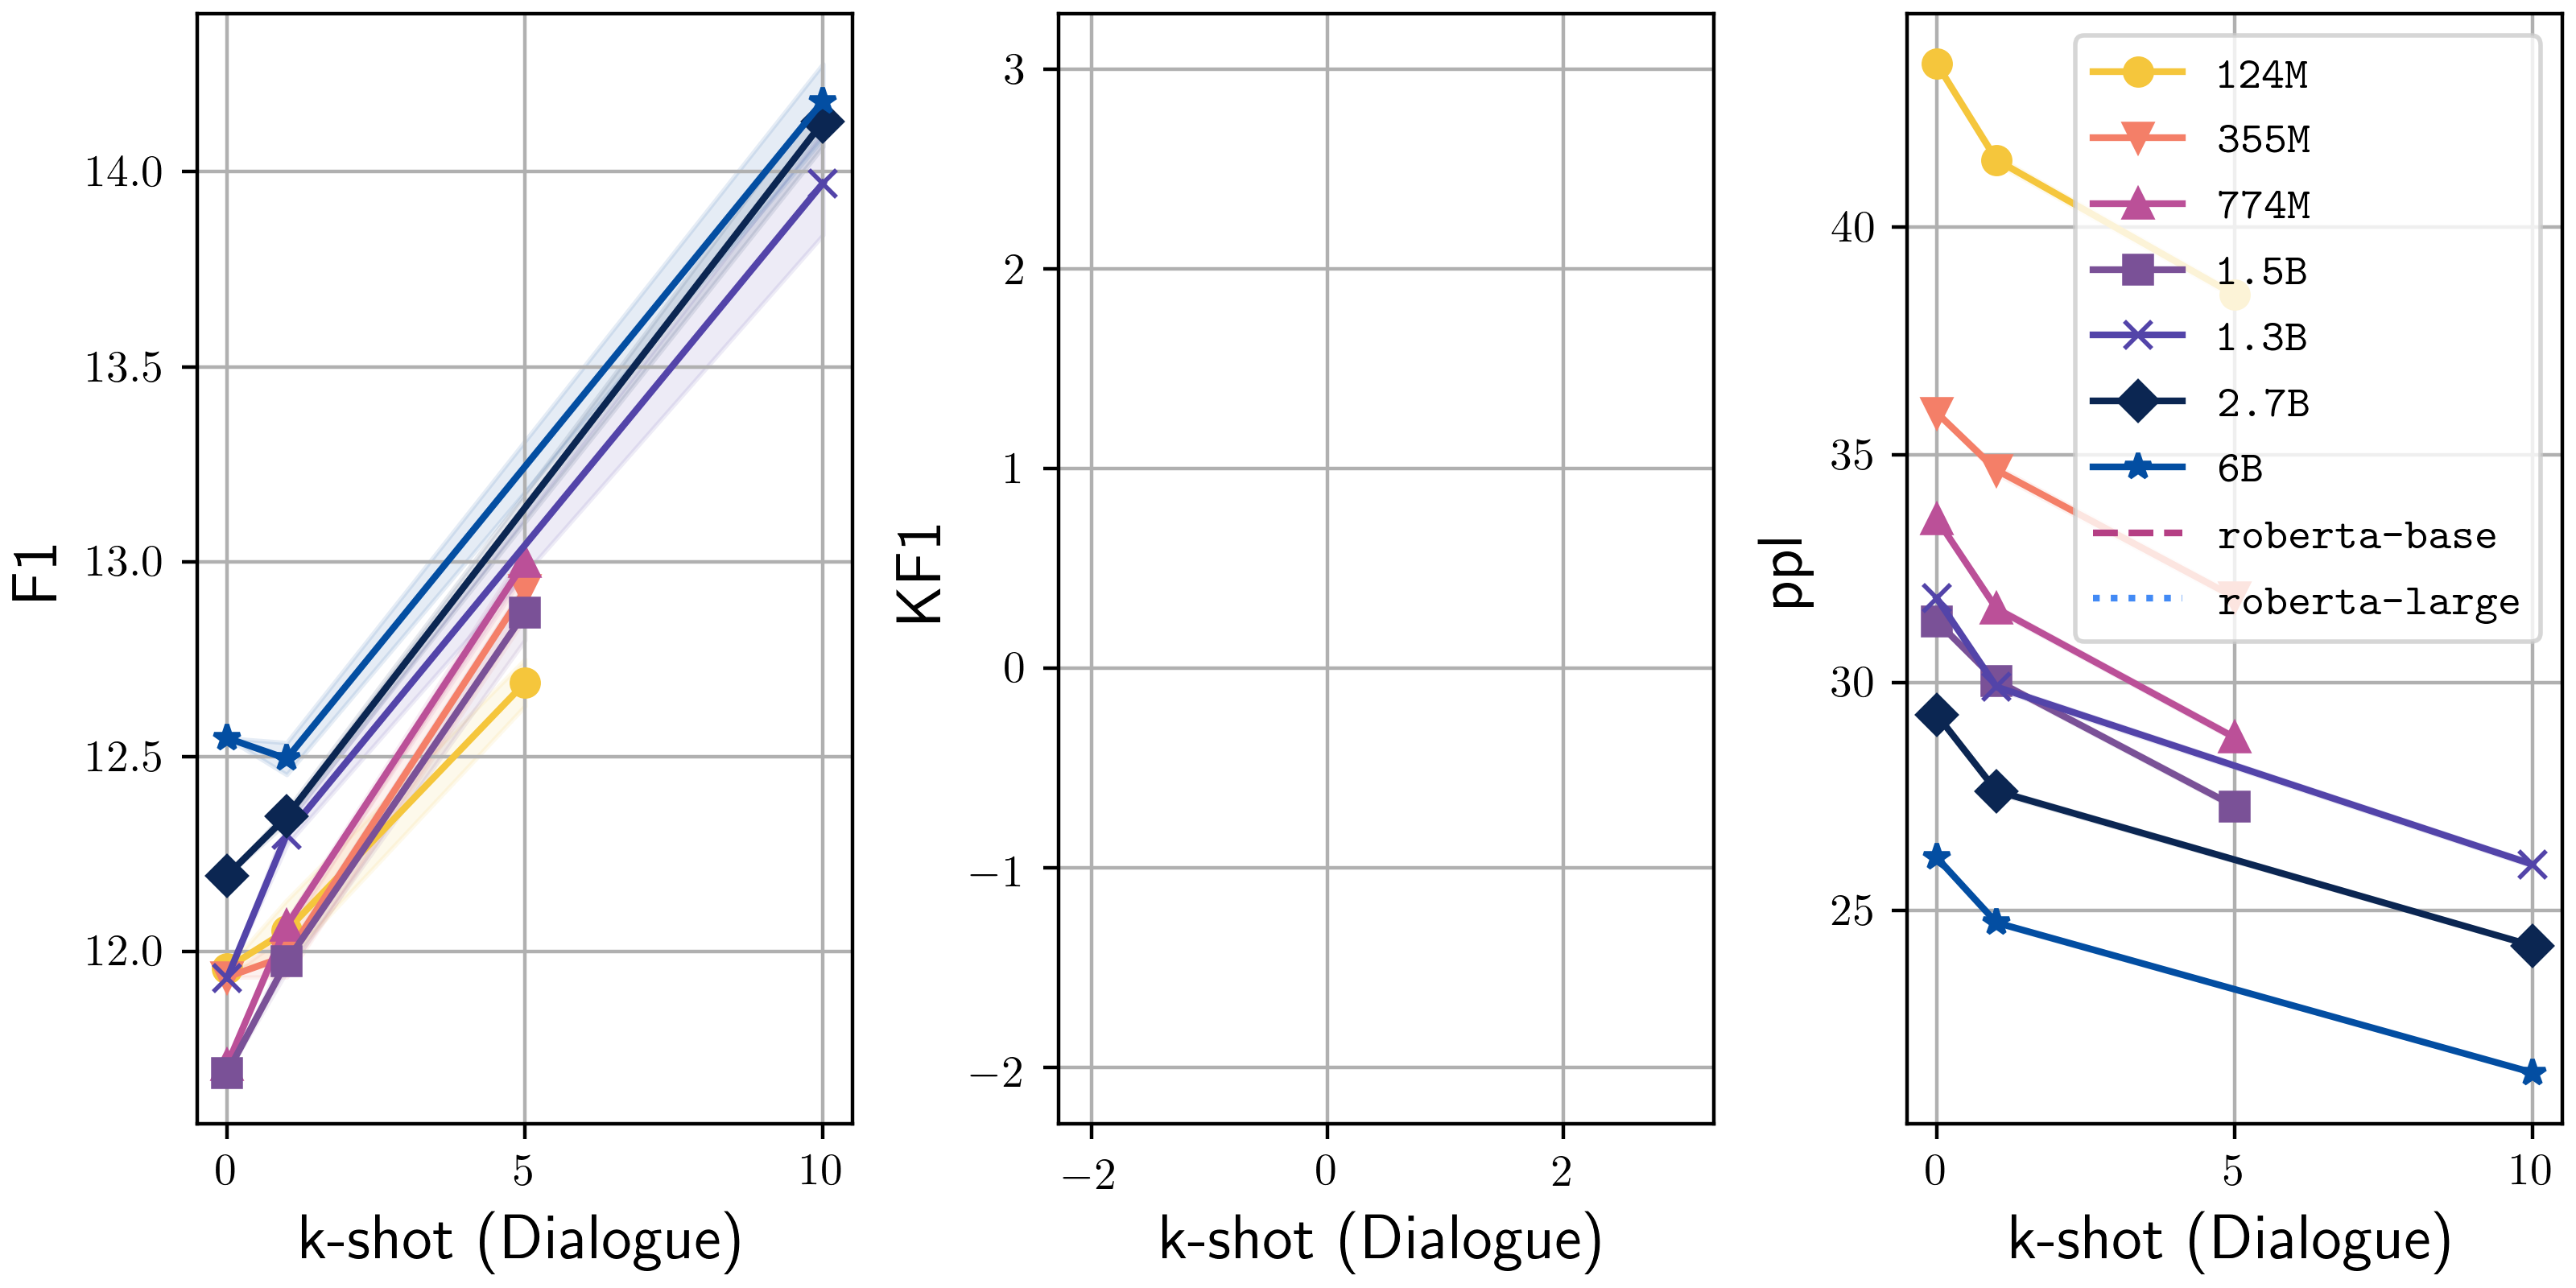 F1
14.0
13.5
13.0
12.5
12.0
0
5
10
k-shot (Dialogue)
KF1
3
2
1
0
−1
−2
−2
0
2
k-shot (Dialogue)
ppl
40
35
30
25
0
5
10
k-shot (Dialogue)
124M
355M
774M
1.5B
1.3B
2.7B
6B
roberta-base
roberta-large